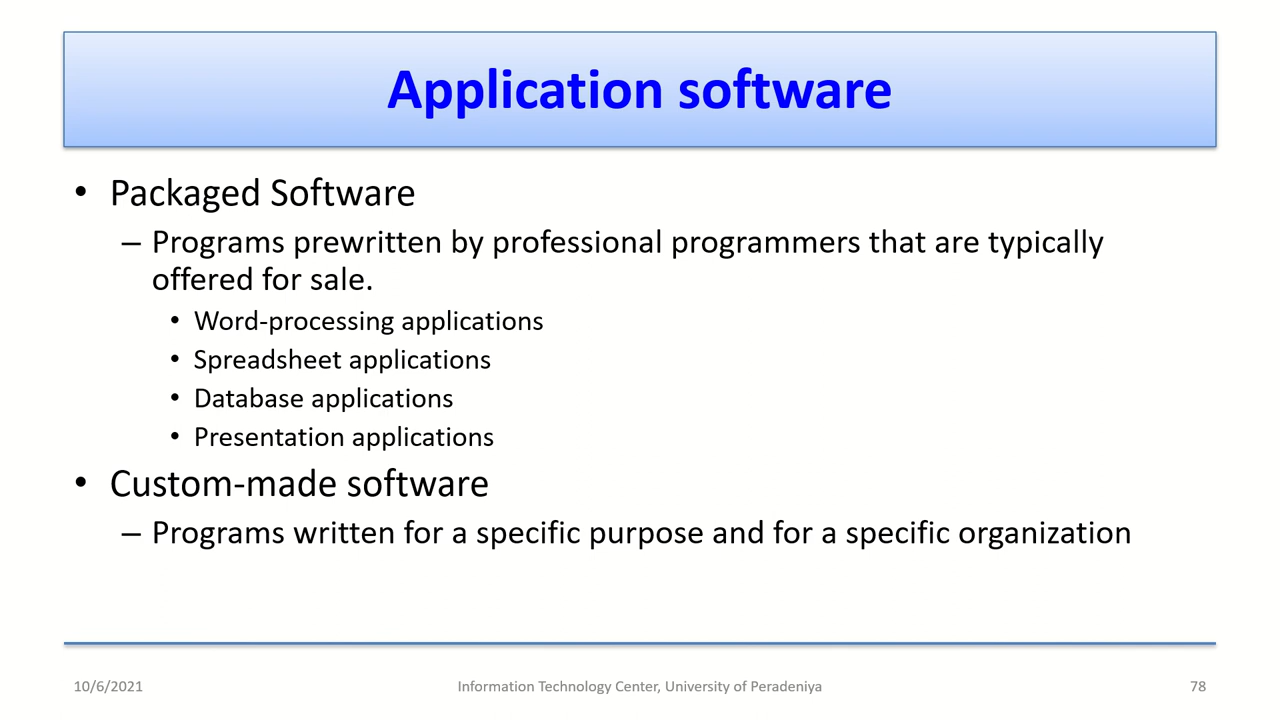 Application software
• Packaged Software
– Programs prewritten by professional programmers that are typically
offered for sale.
• Word-processing applications
• Spreadsheet applications
• Database applications
• Presentation applications
• Custom-made software
– Programs written for a specific purpose and for a specific organization
10/6/2021
Information Technology Center, University of Peradeniya
78